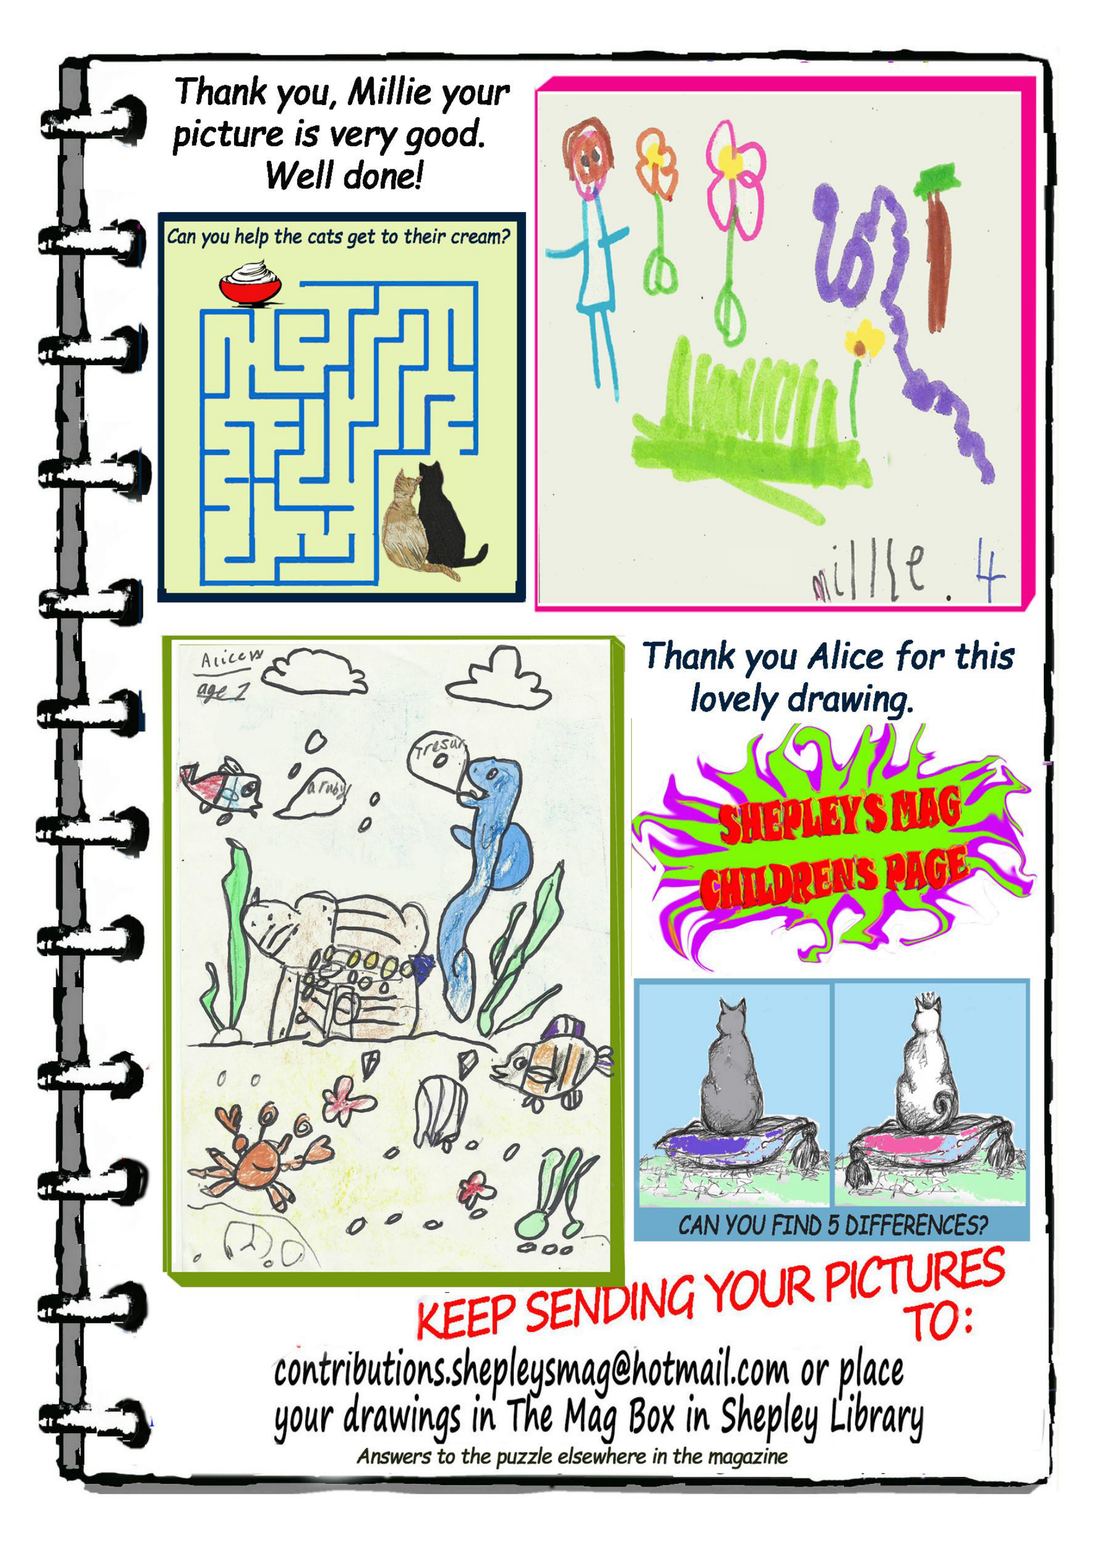 Thank you, Millie your
picture is very good.
Well done!
Can you help the cats get to their cream?
millie. 4
Alice W
age 7
Tresur
a ruby
Thank you Alice for this
lovely drawing.
SHEPLEY'S MAG
CHILDREN'S PAGE
CAN YOU FIND 5 DIFFERENCES?
KEEP SENDING YOUR PICTURES
TO:
contributions.shepleysmag@hotmail.com or place
your drawings in The Mag Box in Shepley Library
Answers to the puzzle elsewhere in the magazine